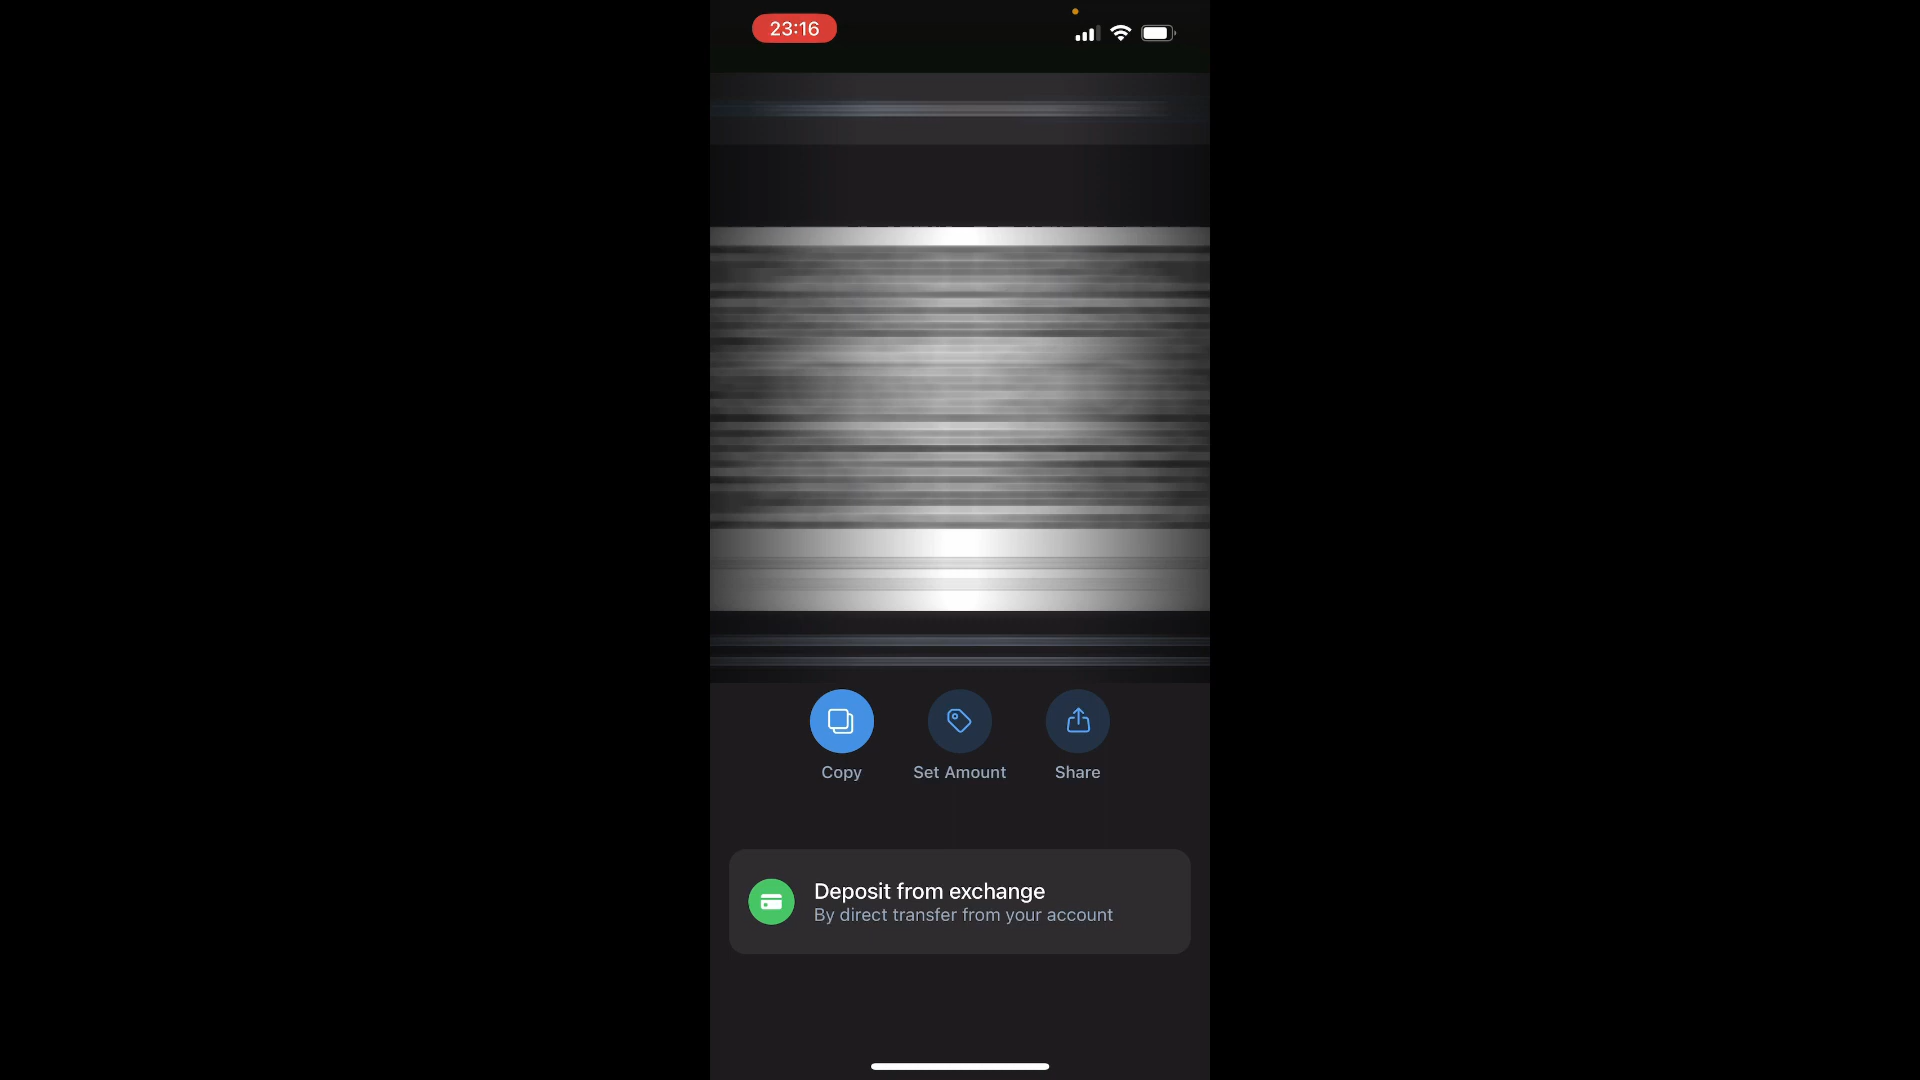 23:16
Copy
Set Amount
Share
Deposit from exchange
By direct transfer from your account